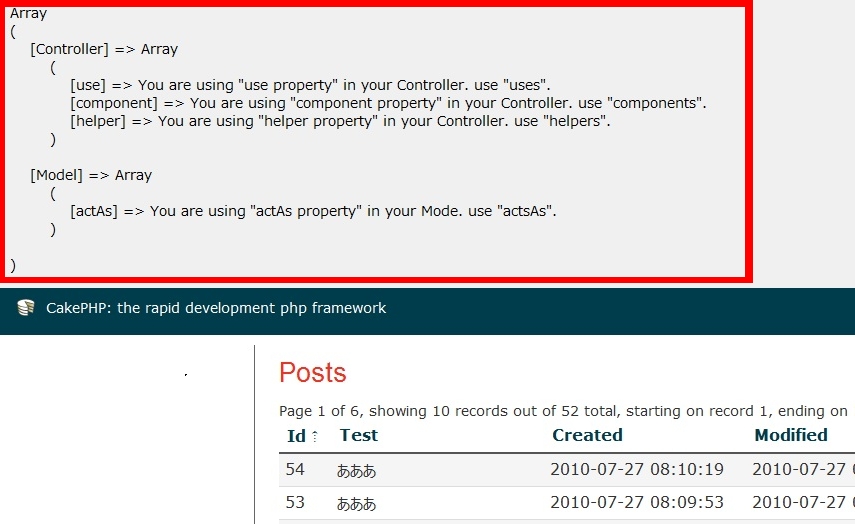 Array
(
[Controller] => Array
(
[use] => You are using "use property" in your Controller. use "uses".
[component] => You are using "component property" in your Controller. use "components".
[helper] => You are using "helper property" in your Controller. use "helpers".
)
[Model] => Array
(
[actAs] => You are using "actAs property" in your Mode. use "actsAs".
)
)
CakePHP: the rapid development php framework
Posts
Page 1 of 6, showing 10 records out of 52 total, starting on record 1, ending on
Id Test Created Modified
54 あああ 2010-07-27 08:10:19 2010-07-27
53 あああ 2010-07-27 08:09:53 2010-07-27